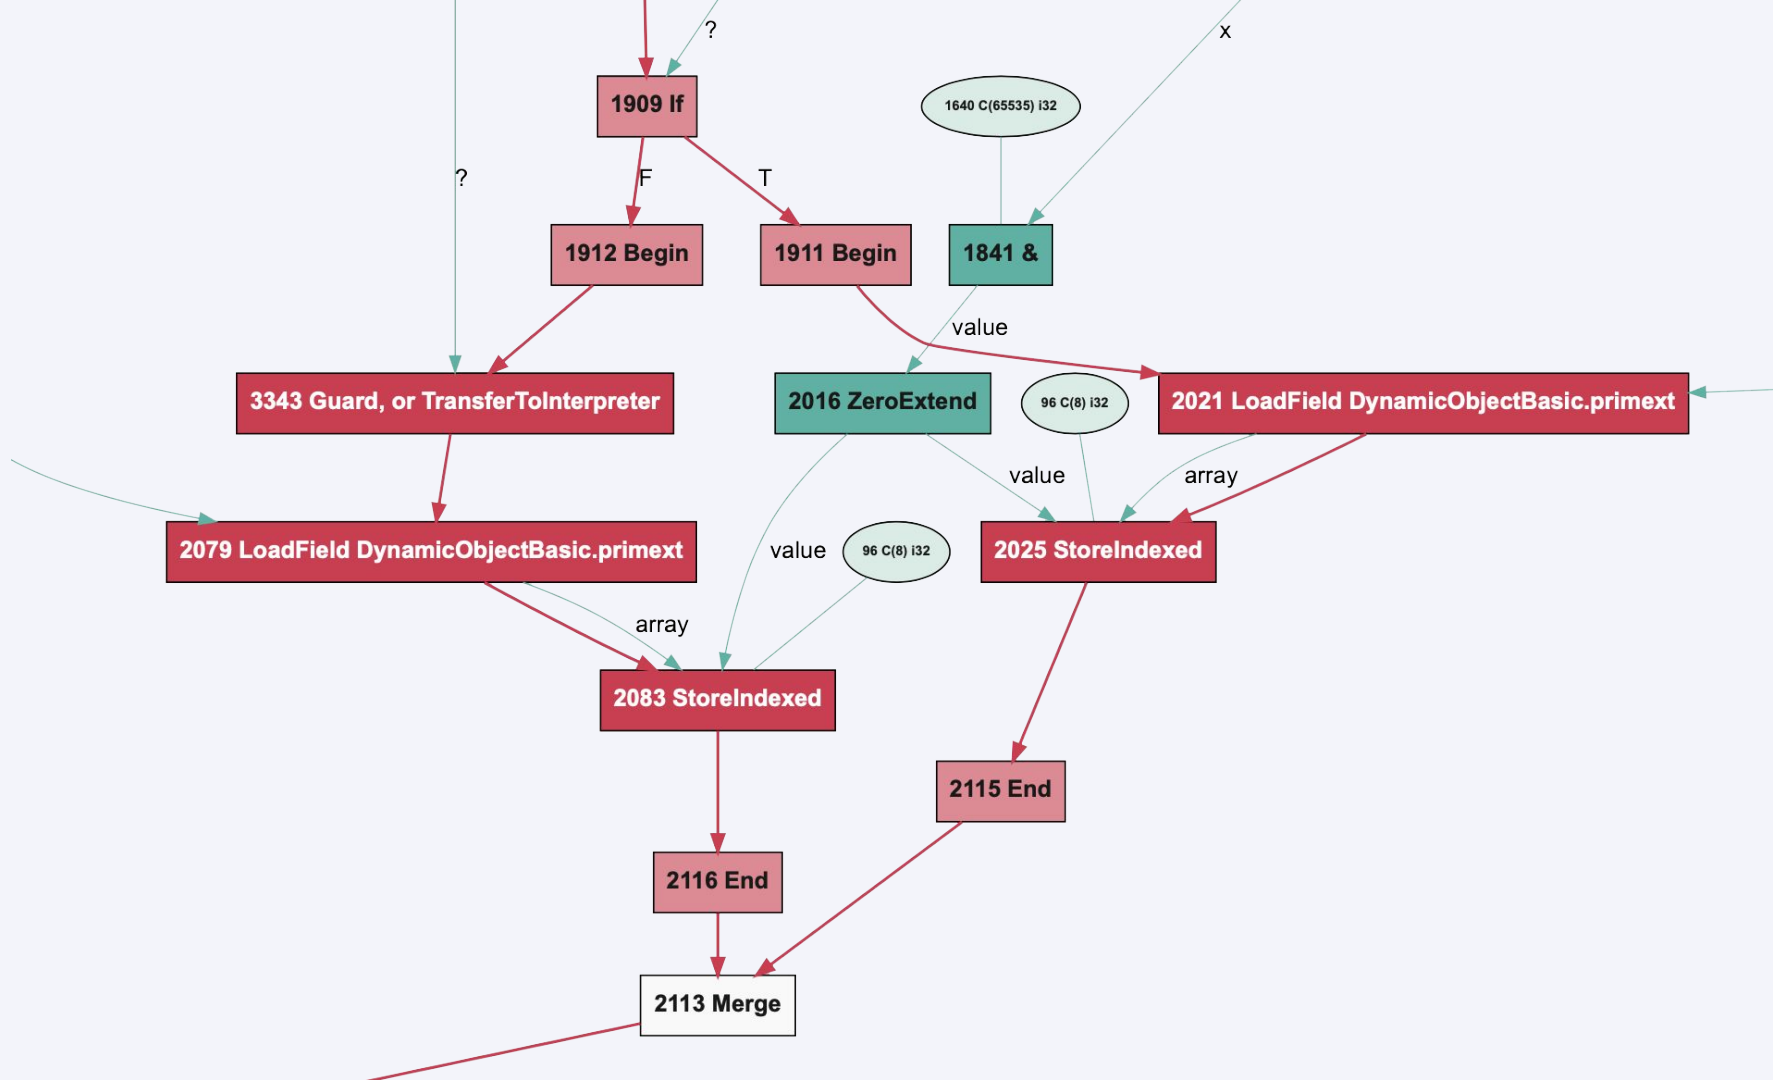 ?
x
1909 If
1640 C(65535) i32
?
F
T
1912 Begin
1911 Begin
1841 &
value
3343 Guard, or TransferToInterpreter
2016 ZeroExtend
96 C(8) i32
2021 LoadField DynamicObjectBasic.primext
value
array
2079 LoadField DynamicObjectBasic.primext
value
96 C(8) i32
2025 StoreIndexed
array
2083 StoreIndexed
2115 End
2116 End
2113 Merge